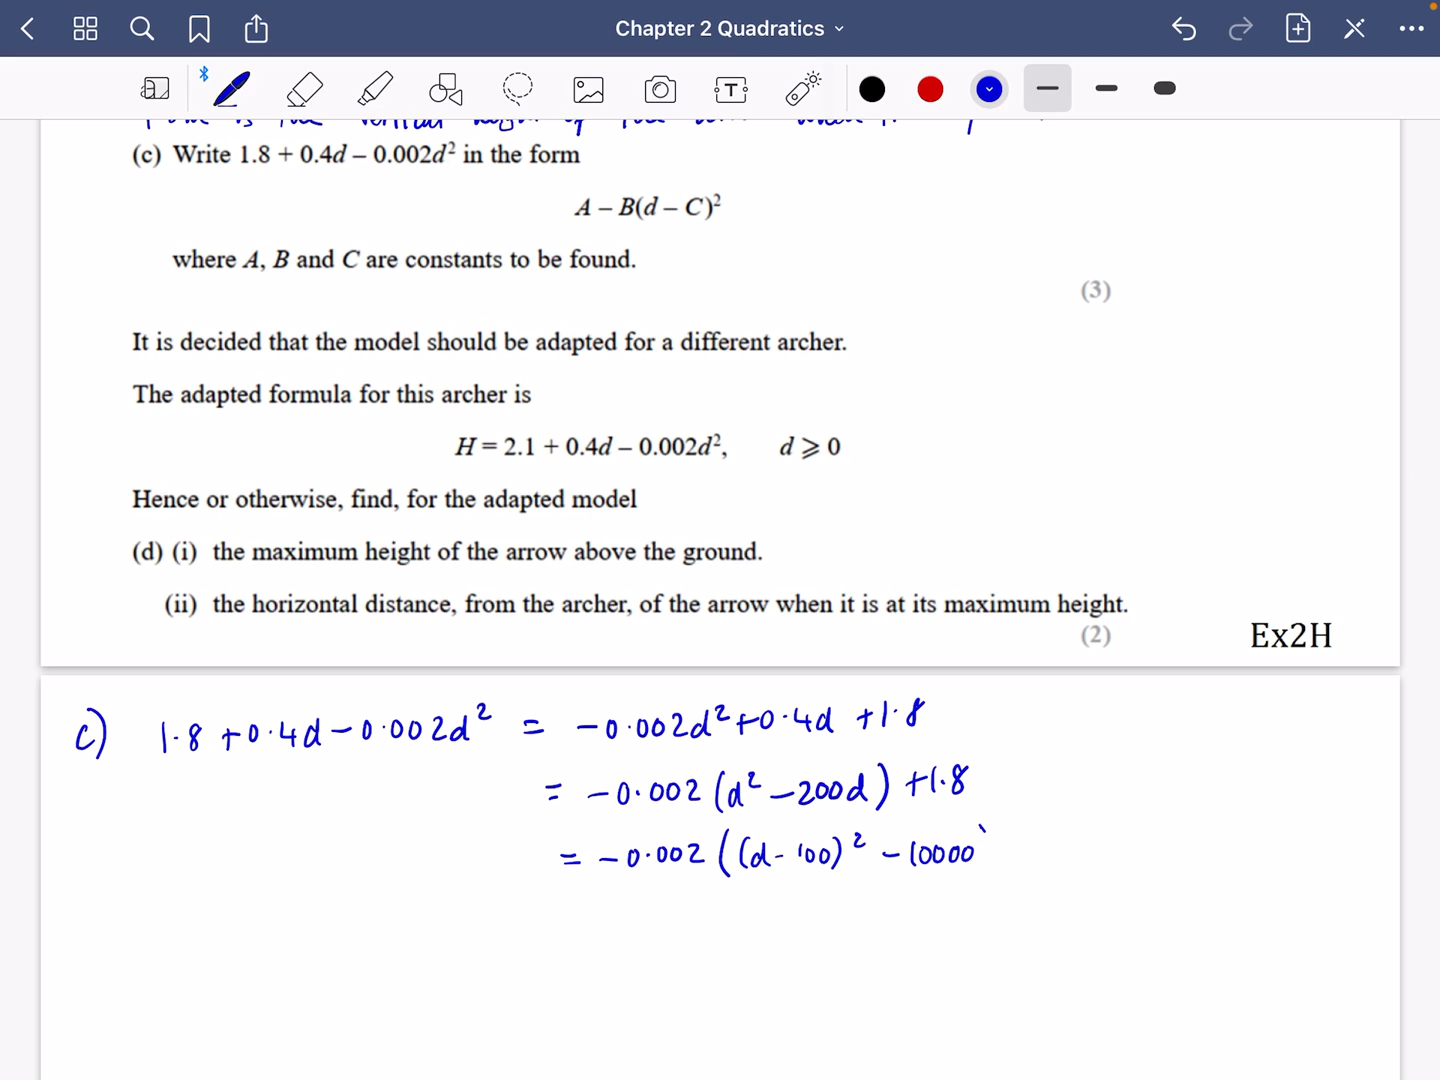 Chapter 2 Quadratics
(c) Write 1.8 + 0.4d – 0.002d² in the form
A – B(d – C)²
where A, B and C are constants to be found.
(3)
It is decided that the model should be adapted for a different archer.
The adapted formula for this archer is
H = 2.1 + 0.4d – 0.002d², d ⩾ 0
Hence or otherwise, find, for the adapted model
(d) (i) the maximum height of the arrow above the ground.
(ii) the horizontal distance, from the archer, of the arrow when it is at its maximum height.
(2)
Ex2H
c) 1.8 + 0.4d – 0.002d² = –0.002d² + 0.4d + 1.8
= –0.002 (d² – 200d) + 1.8
= –0.002 ((d – 100)² – 10000